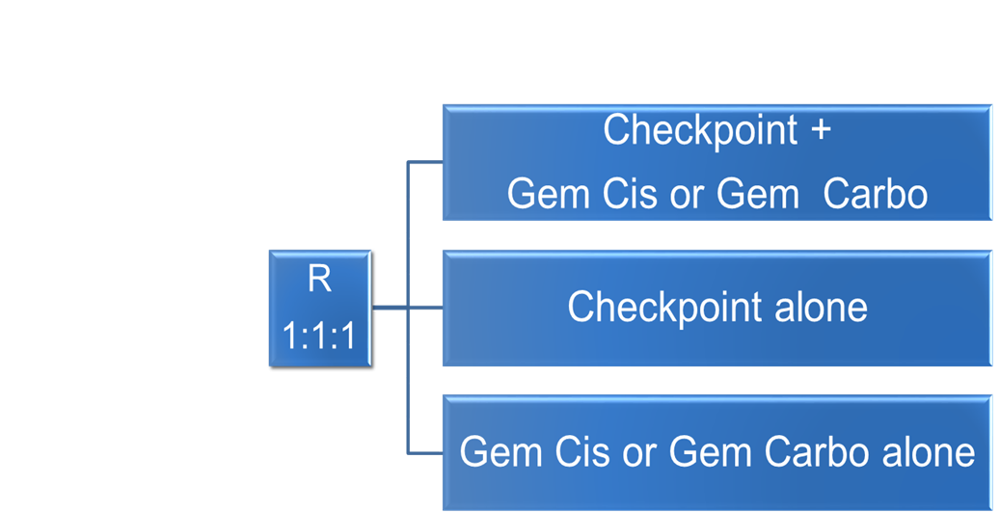 Checkpoint +
Gem Cis or Gem  Carbo
R
1:1:1
Checkpoint alone
Gem Cis or Gem Carbo alone